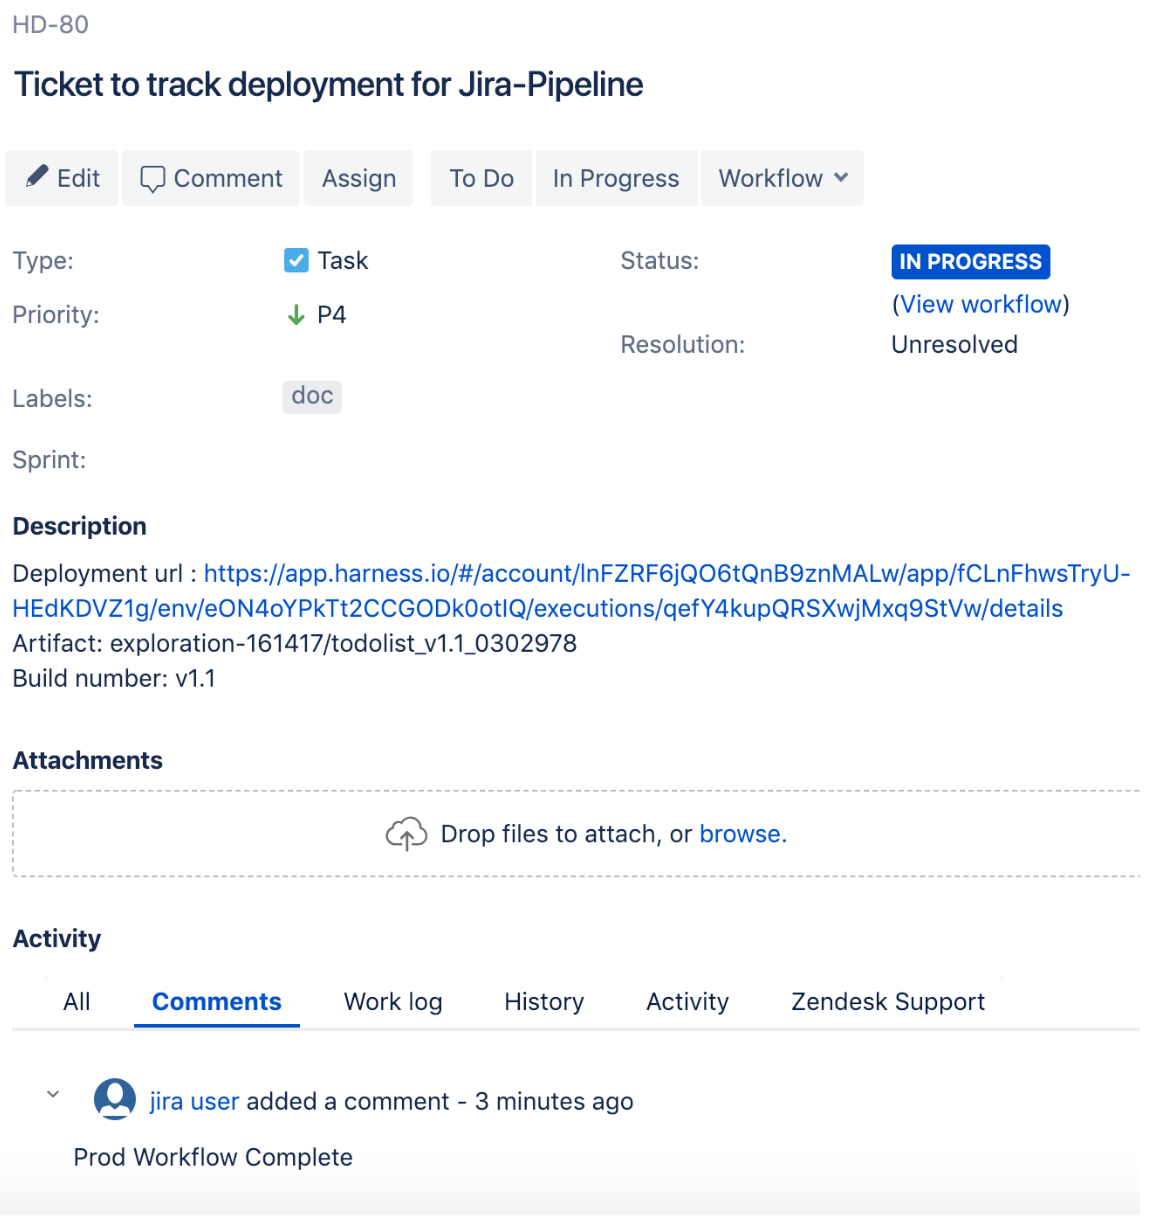 HD-80
Ticket to track deployment for Jira-Pipeline
Edit Comment Assign To Do In Progress Workflow
Type: Task Status: IN PROGRESS
(View workflow)
Priority: P4
Resolution: Unresolved
Labels: doc
Sprint:
Description
Deployment url : https://app.harness.io/#/account/lnFZRF6jQO6tQnB9znMALw/app/fCLnFhwsTryU-
HEdKDVZ1g/env/eON4oYPkTt2CCGODk0otIQ/executions/qefY4kupQRSXwjMxq9StVw/details
Artifact: exploration-161417/todolist_v1.1_0302978
Build number: v1.1
Attachments
Drop files to attach, or browse.
Activity
All Comments Work log History Activity Zendesk Support
jira user added a comment - 3 minutes ago
Prod Workflow Complete